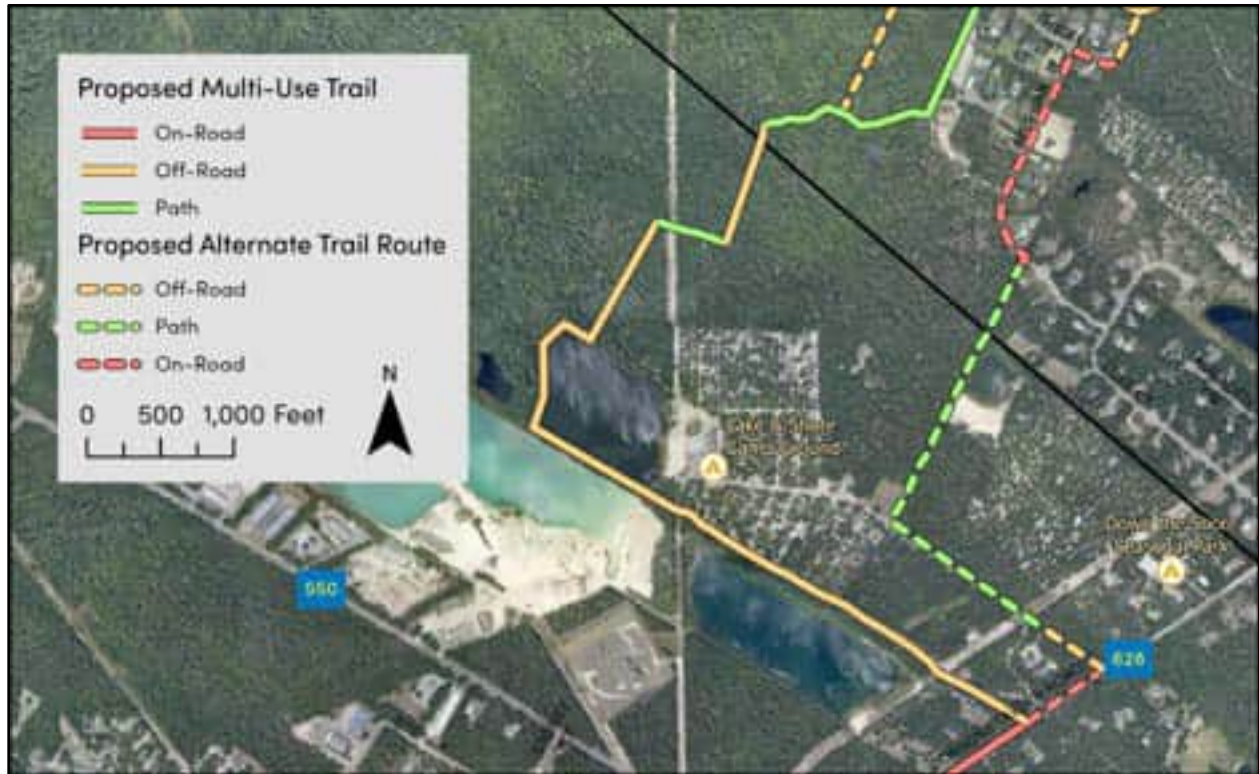 Proposed Multi-Use Trail
On-Road
Off-Road
Path
Proposed Alternate Trail Route
Off-Road
Path
On-Road
N
0 500 1,000 Feet
550
626